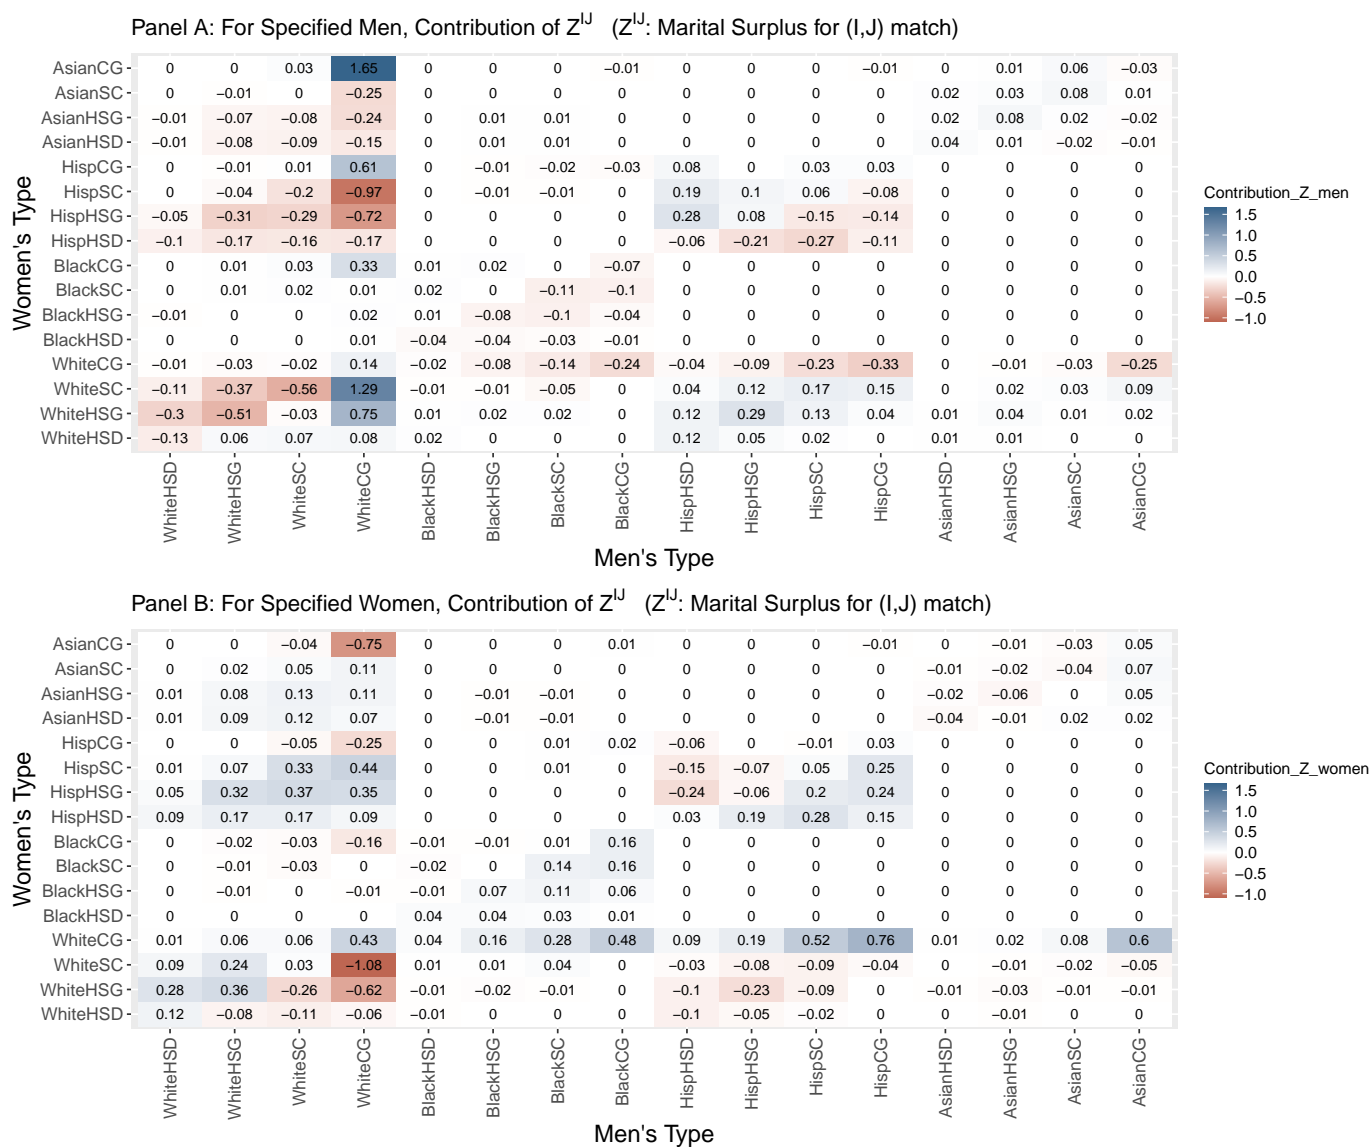 Panel A: For Specified Men, Contribution of Z^IJ (Z^IJ: Marital Surplus for (I,J) match)
Women's Type
AsianCG 0 0 0.03 1.65 0 0 0 −0.01 0 0 0 −0.01 0 0.01 0.06 −0.03
AsianSC 0 −0.01 0 −0.25 0 0 0 0 0 0 0 0 0.02 0.03 0.08 0.01
AsianHSG −0.01 −0.07 −0.08 −0.24 0 0.01 0.01 0 0 0 0 0 0.02 0.08 0.02 −0.02
AsianHSD −0.01 −0.08 −0.09 −0.15 0 0.01 0.01 0 0 0 0 0 0.04 0.01 −0.02 −0.01
HispCG 0 −0.01 0.01 0.61 0 −0.01 −0.02 −0.03 0.08 0 0.03 0.03 0 0 0 0
HispSC 0 −0.04 −0.2 −0.97 0 −0.01 −0.01 0 0.19 0.1 0.06 −0.08 0 0 0 0
HispHSG −0.05 −0.31 −0.29 −0.72 0 0 0 0 0.28 0.08 −0.15 −0.14 0 0 0 0
HispHSD −0.1 −0.17 −0.16 −0.17 0 0 0 0 −0.06 −0.21 −0.27 −0.11 0 0 0 0
BlackCG 0 0.01 0.03 0.33 0.01 0.02 0 −0.07 0 0 0 0 0 0 0 0
BlackSC 0 0.01 0.02 0.01 0.02 0 −0.11 −0.1 0 0 0 0 0 0 0 0
BlackHSG −0.01 0 0 0.02 0.01 −0.08 −0.1 −0.04 0 0 0 0 0 0 0 0
BlackHSD 0 0 0 0.01 −0.04 −0.04 −0.03 −0.01 0 0 0 0 0 0 0 0
WhiteCG −0.01 −0.03 −0.02 0.14 −0.02 −0.08 −0.14 −0.24 −0.04 −0.09 −0.23 −0.33 0 −0.01 −0.03 −0.25
WhiteSC −0.11 −0.37 −0.56 1.29 −0.01 −0.01 −0.05 0 0.04 0.12 0.17 0.15 0 0.02 0.03 0.09
WhiteHSG −0.3 −0.51 −0.03 0.75 0.01 0.02 0.02 0 0.12 0.29 0.13 0.04 0.01 0.04 0.01 0.02
WhiteHSD −0.13 0.06 0.07 0.08 0.02 0 0 0 0.12 0.05 0.02 0 0.01 0.01 0 0
WhiteHSD WhiteHSG WhiteSC WhiteCG BlackHSD BlackHSG BlackSC BlackCG HispHSD HispHSG HispSC HispCG AsianHSD AsianHSG AsianSC AsianCG
Men's Type
Contribution_Z_men
1.5
1.0
0.5
0.0
−0.5
−1.0
Panel B: For Specified Women, Contribution of Z^IJ (Z^IJ: Marital Surplus for (I,J) match)
Women's Type
AsianCG 0 0 −0.04 −0.75 0 0 0 0.01 0 0 0 −0.01 0 −0.01 −0.03 0.05
AsianSC 0 0.02 0.05 0.11 0 0 0 0 0 0 0 0 −0.01 −0.02 −0.04 0.07
AsianHSG 0.01 0.08 0.13 0.11 0 −0.01 −0.01 0 0 0 0 0 −0.02 −0.06 0 0.05
AsianHSD 0.01 0.09 0.12 0.07 0 −0.01 −0.01 0 0 0 0 0 −0.04 −0.01 0.02 0.02
HispCG 0 0 −0.05 −0.25 0 0 0.01 0.02 −0.06 0 −0.01 0.03 0 0 0 0
HispSC 0.01 0.07 0.33 0.44 0 0 0.01 0 −0.15 −0.07 0.05 0.25 0 0 0 0
HispHSG 0.05 0.32 0.37 0.35 0 0 0 0 −0.24 −0.06 0.2 0.24 0 0 0 0
HispHSD 0.09 0.17 0.17 0.09 0 0 0 0 0.03 0.19 0.28 0.15 0 0 0 0
BlackCG 0 −0.02 −0.03 −0.16 −0.01 −0.01 0.01 0.16 0 0 0 0 0 0 0 0
BlackSC 0 −0.01 −0.03 0 −0.02 0 0.14 0.16 0 0 0 0 0 0 0 0
BlackHSG 0 −0.01 0 −0.01 −0.01 0.07 0.11 0.06 0 0 0 0 0 0 0 0
BlackHSD 0 0 0 0 0.04 0.04 0.03 0.01 0 0 0 0 0 0 0 0
WhiteCG 0.01 0.06 0.06 0.43 0.04 0.16 0.28 0.48 0.09 0.19 0.52 0.76 0.01 0.02 0.08 0.6
WhiteSC 0.09 0.24 0.03 −1.08 0.01 0.01 0.04 0 −0.03 −0.08 −0.09 −0.04 0 −0.01 −0.02 −0.05
WhiteHSG 0.28 0.36 −0.26 −0.62 −0.01 −0.02 −0.01 0 −0.1 −0.23 −0.09 0 −0.01 −0.03 −0.01 −0.01
WhiteHSD 0.12 −0.08 −0.11 −0.06 −0.01 0 0 0 −0.1 −0.05 −0.02 0 0 −0.01 0 0
WhiteHSD WhiteHSG WhiteSC WhiteCG BlackHSD BlackHSG BlackSC BlackCG HispHSD HispHSG HispSC HispCG AsianHSD AsianHSG AsianSC AsianCG
Men's Type
Contribution_Z_women
1.5
1.0
0.5
0.0
−0.5
−1.0